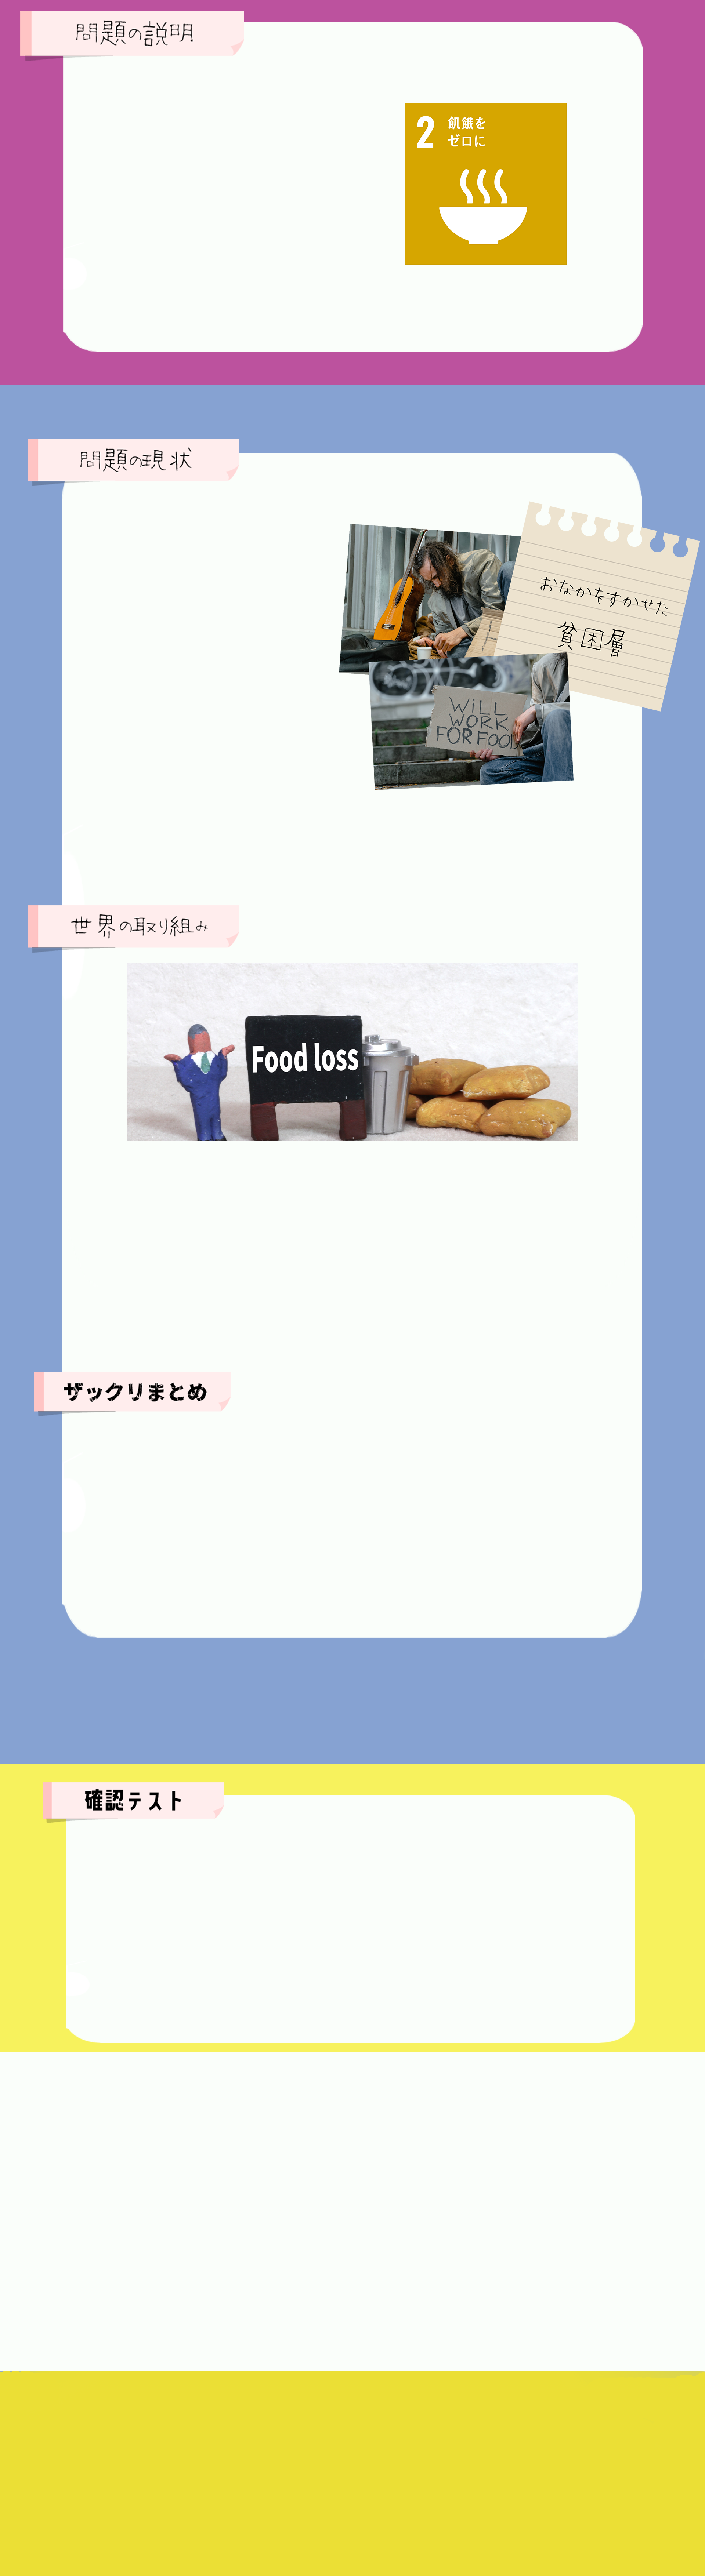 問題の説明
2 飢餓を
ゼロに
問題の現状
おなかをすかせた
貧困層
WiLL
WORK
FOR FOOD
世界の取り組み
Food loss
ザックリまとめ
確認テスト